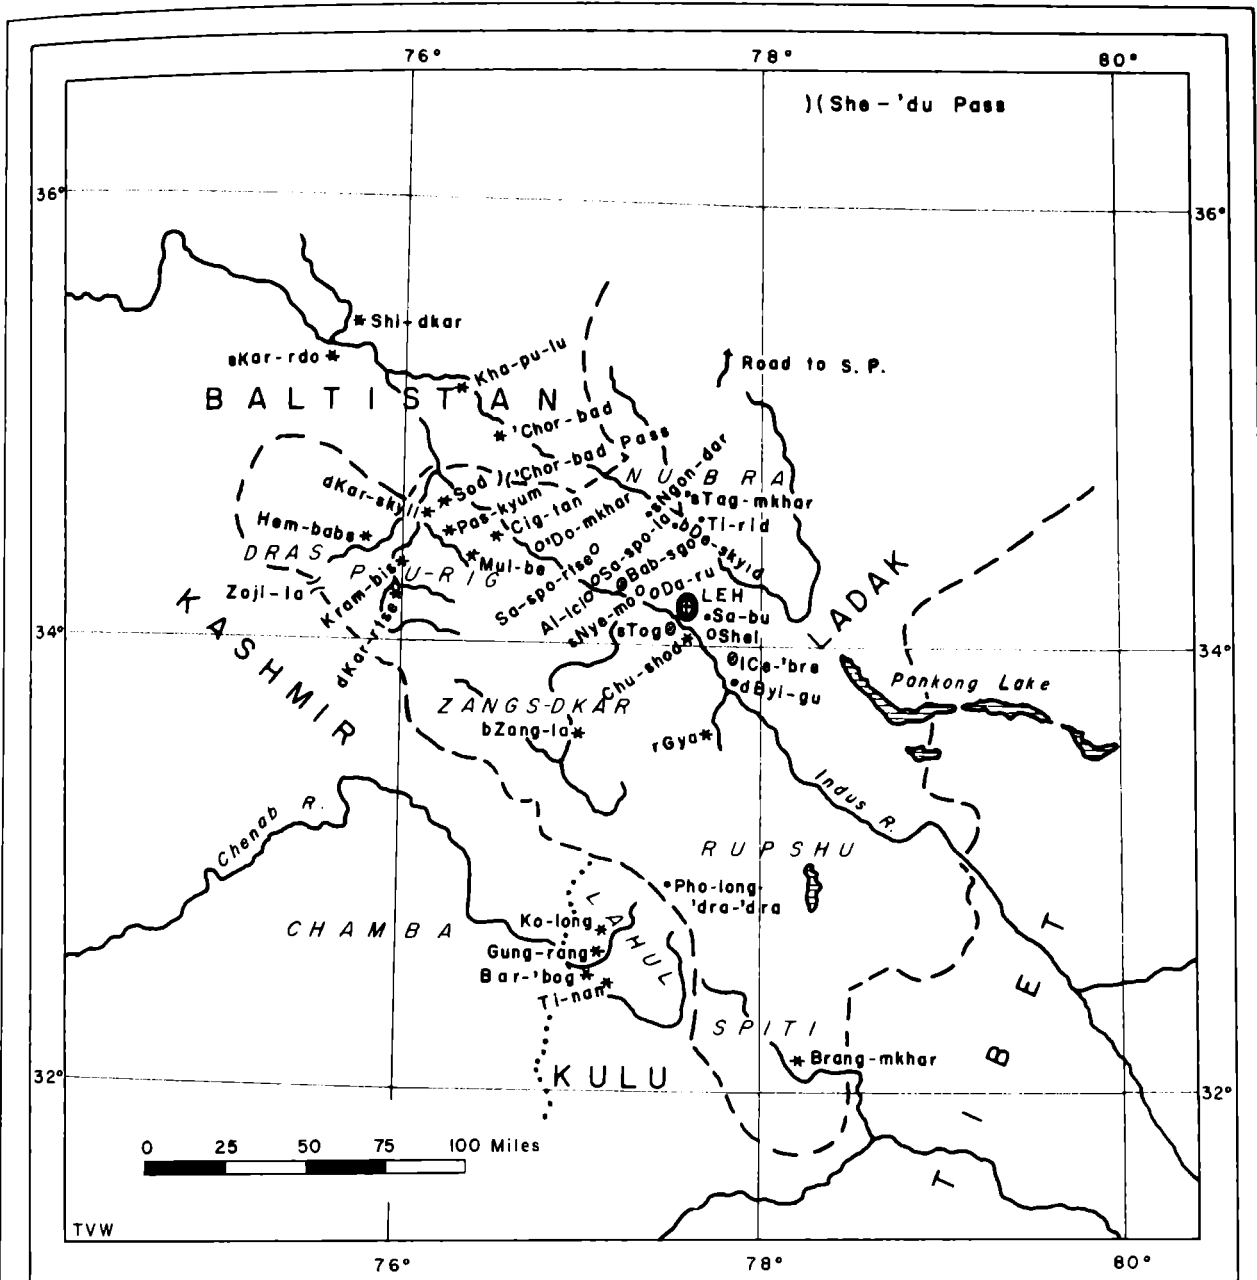 76° 78° 80°
)(She-'du Pass
36° 36°
*Shi-dkar
sKar-rdo*
Kha-pu-lu
*
Road to S. P.
BALTISTAN
*'Chor-bad
)('Chor-bad Pass
NUBRA
sNgon-dar
sTag-mkhar
dKar-skyil*
*Sod
*Pas-kyum
*Cig-tan
'Do-mkhar
Ti-rid
bDe-skyid
Hem-babs*
DRAS
PU-RIG
*Mul-be
Sa-spo-la
Bab-sgo
Sa-spo-rtse
Zoji-la
Kram-bis*
Al-lci
Da-ru
LEH
Sa-bu
KASHMIR
dKar-rtse*
sNye-mo
sTog
Shel
LADAK
34° 34°
Chu-shod*
lCe-'bre
Pankong Lake
ZANGS-DKAR
dByi-gu
bZang-la*
rGya*
Indus R.
Chenab R.
RUPSHU
Pho-long-
'dra-'dra
LAHUL
Ko-long*
CHAMBA
Gung-rang*
Bar-'bog*
Ti-nan*
SPITI
TIBET
*Brang-mkhar
KULU
32° 32°
0 25 50 75 100 Miles
TVW
76° 78° 80°